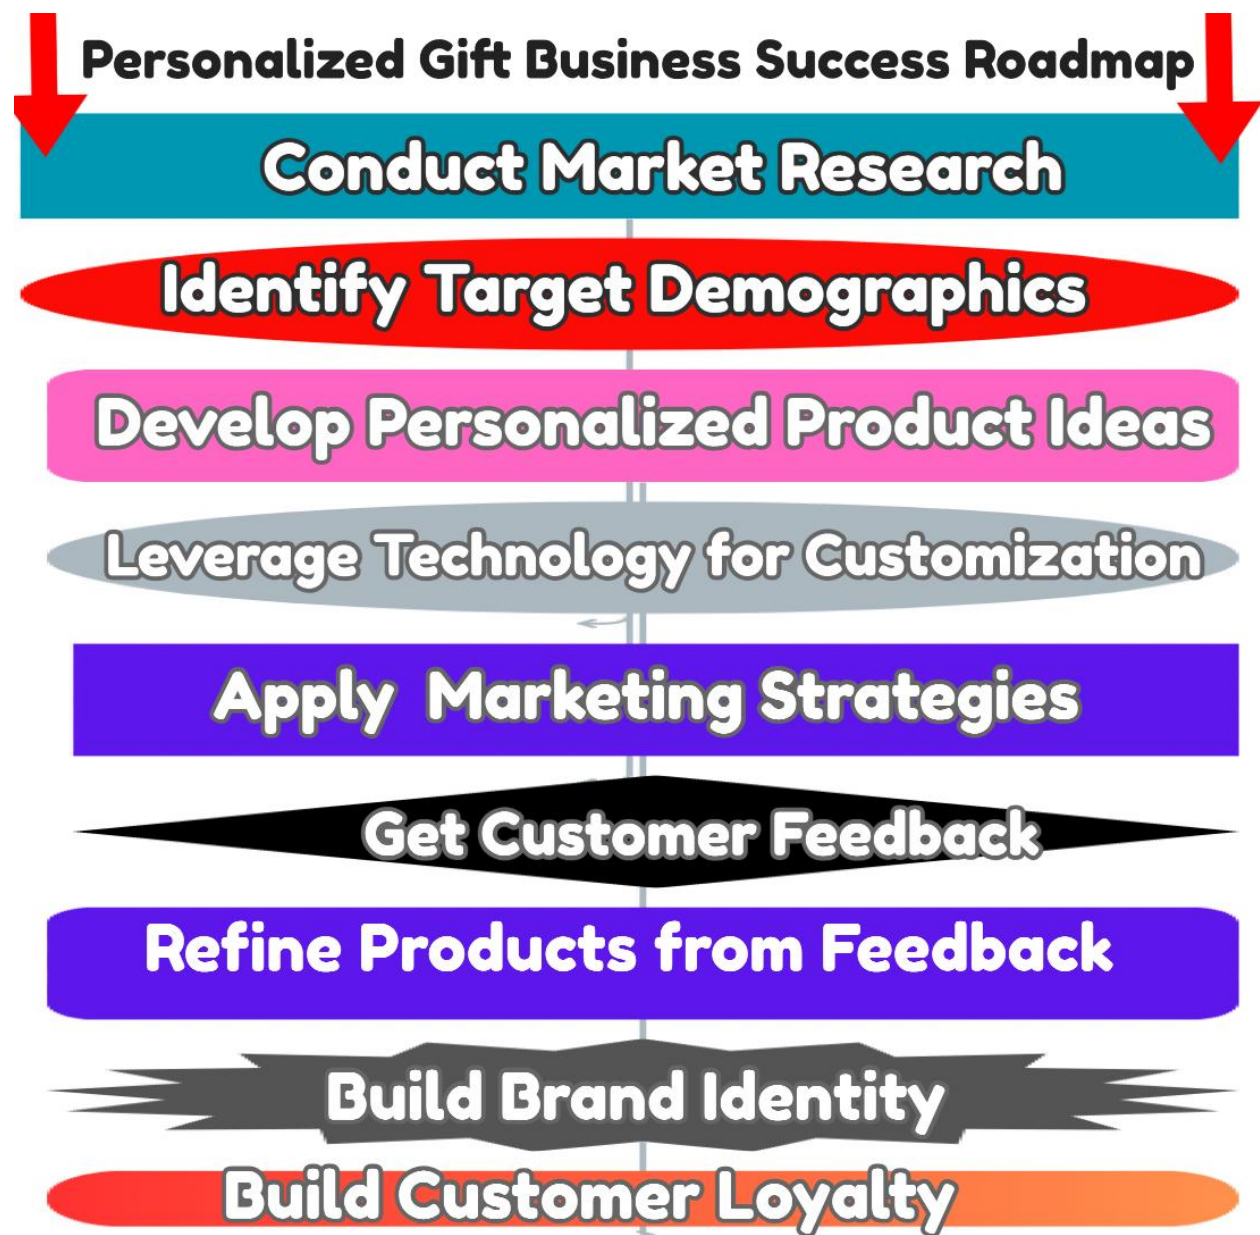 Personalized Gift Business Success Roadmap
Conduct Market Research
Identify Target Demographics
Develop Personalized Product Ideas
Leverage Technology for Customization
Apply Marketing Strategies
Get Customer Feedback
Refine Products from Feedback
Build Brand Identity
Build Customer Loyalty